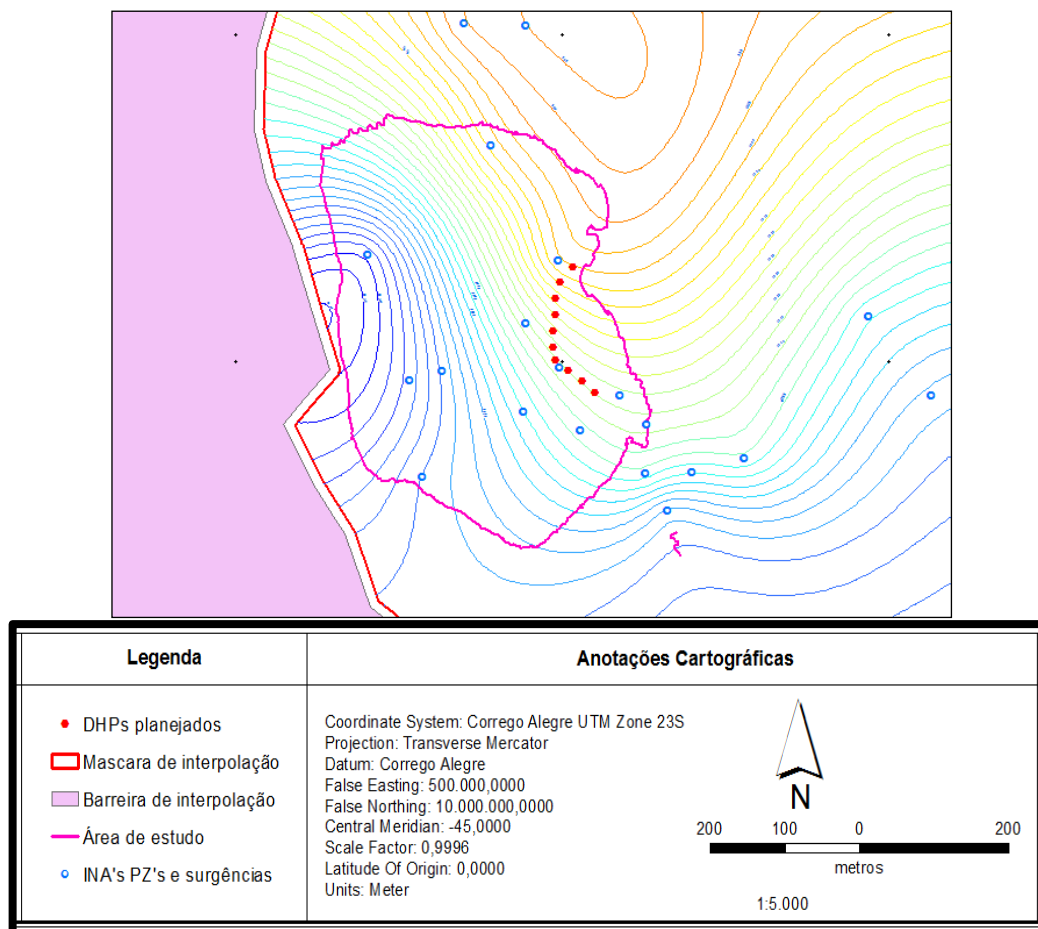 Legenda
DHPs planejados
Mascara de interpolação
Barreira de interpolação
Área de estudo
INA's PZ's e surgências
Anotações Cartográficas
Coordinate System: Corrego Alegre UTM Zone 23S
Projection: Transverse Mercator
Datum: Corrego Alegre
False Easting: 500.000,0000
False Northing: 10.000.000,0000
Central Meridian: -45,0000
Scale Factor: 0,9996
Latitude Of Origin: 0,0000
Units: Meter
N
200 100 0 200
metros
1:5.000